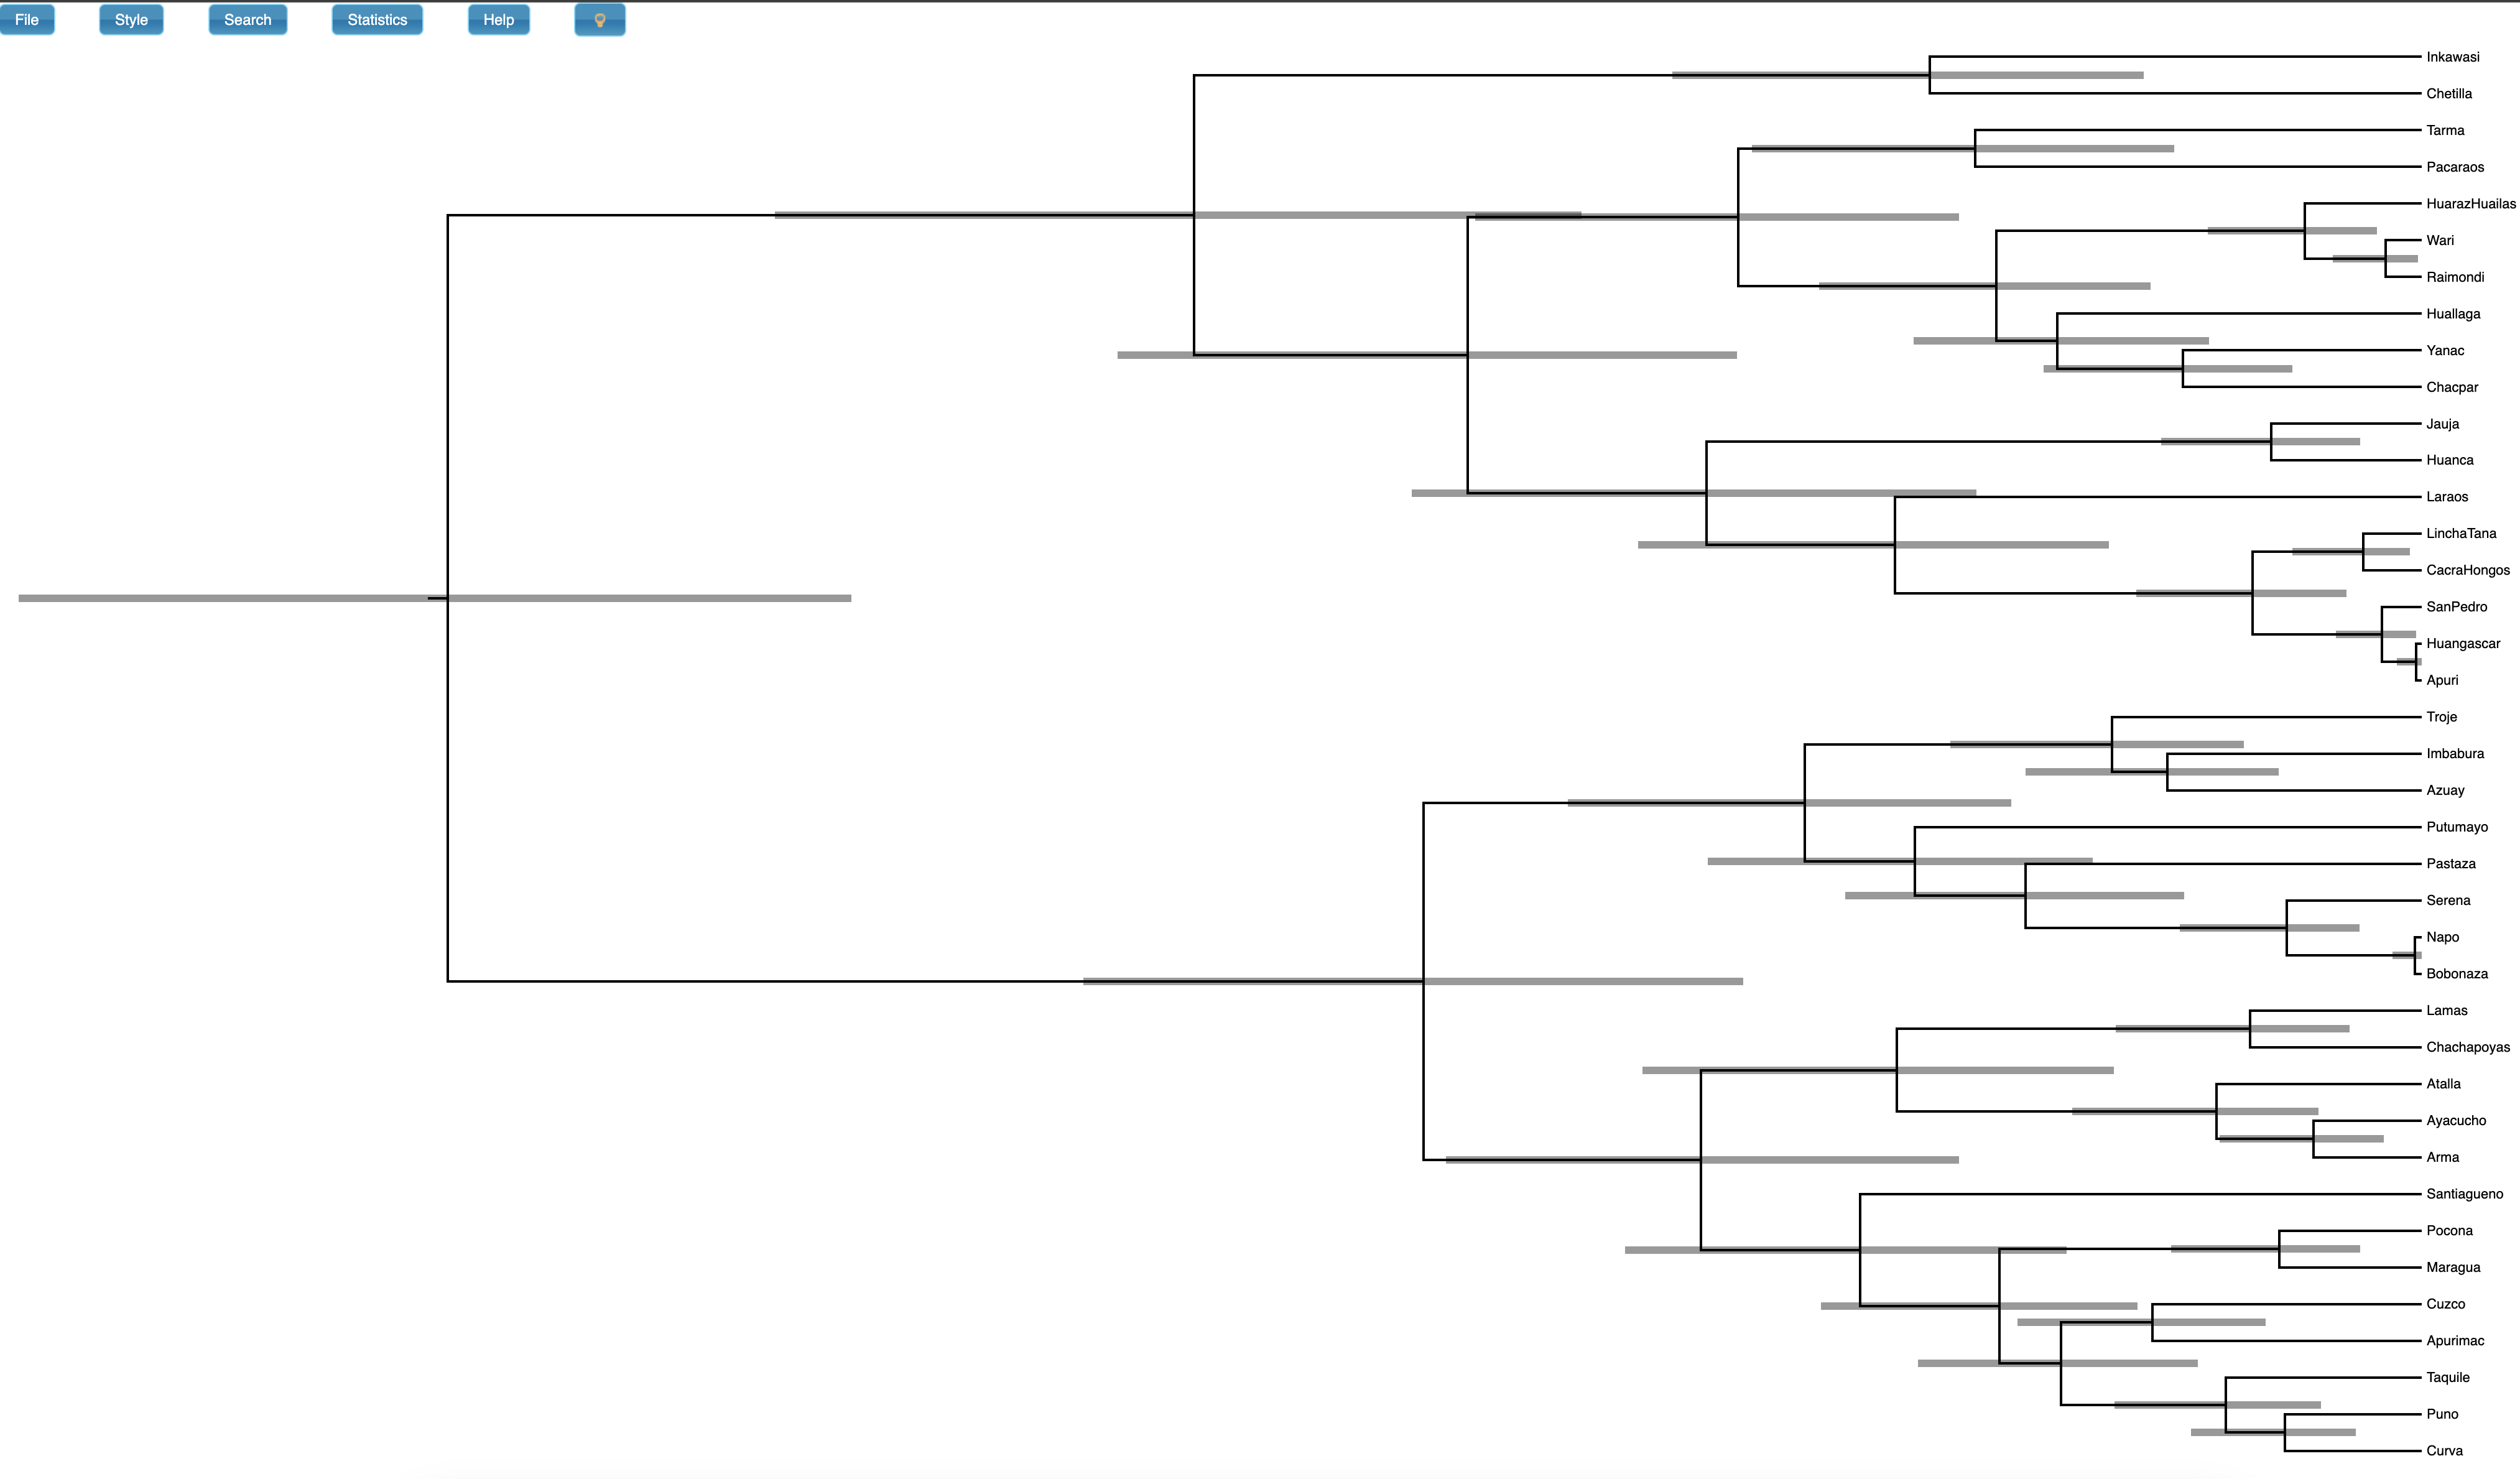 File Style Search Statistics Help
Inkawasi
Chetilla
Tarma
Pacaraos
HuarazHuailas
Wari
Raimondi
Huallaga
Yanac
Chacpar
Jauja
Huanca
Laraos
LinchaTana
CacraHongos
SanPedro
Huangascar
Apuri
Troje
Imbabura
Azuay
Putumayo
Pastaza
Serena
Napo
Bobonaza
Lamas
Chachapoyas
Atalla
Ayacucho
Arma
Santiagueno
Pocona
Maragua
Cuzco
Apurimac
Taquile
Puno
Curva